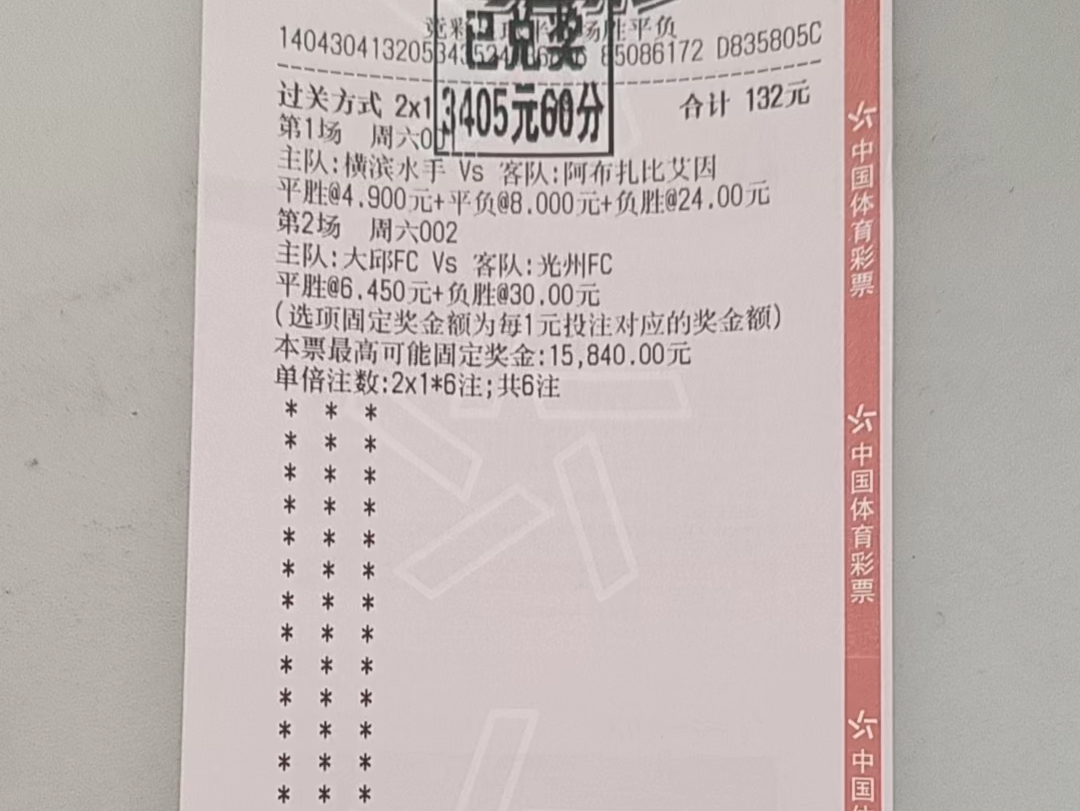 竞彩 场胜平负
已兑奖
14043041320534 85086172 D835805C
过关方式 2x1 3405元60分 合计 132元
第1场 周六0
主队:横滨水手 Vs 客队:阿布扎比艾因
平胜@4.900元+平负@8.000元+负胜@24.00元
第2场 周六002
主队:大邱FC Vs 客队:光州FC
平胜@6.450元+负胜@30.00元
(选项固定奖金额为每1元投注对应的奖金额)
本票最高可能固定奖金:15,840.00元
单倍注数:2x1*6注;共6注
* * *
* * *
* * *
* * *
* * *
* * *
* * *
* * *
* * *
* * *
* * *
* * *
* * *
中国体育彩票
中国体育彩票
中国